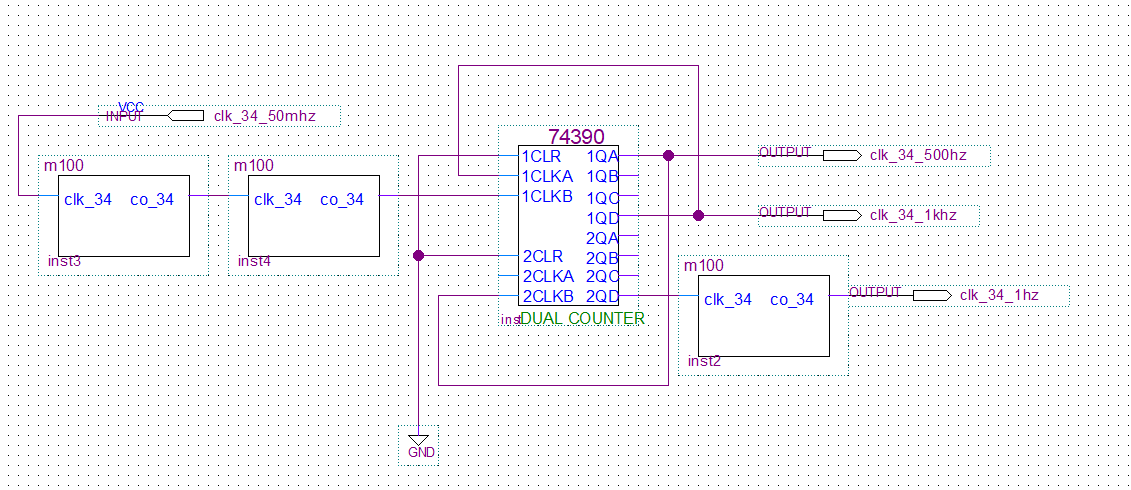 VCC
INPUT
clk_34_50mhz
m100
clk_34 co_34
inst3
m100
clk_34 co_34
inst4
74390
1CLR 1QA
1CLKA 1QB
1CLKB 1QC
1QD
2QA
2CLR 2QB
2CLKA 2QC
2CLKB 2QD
inst
DUAL COUNTER
OUTPUT clk_34_500hz
OUTPUT clk_34_1khz
m100
clk_34 co_34
inst2
OUTPUT clk_34_1hz
GND